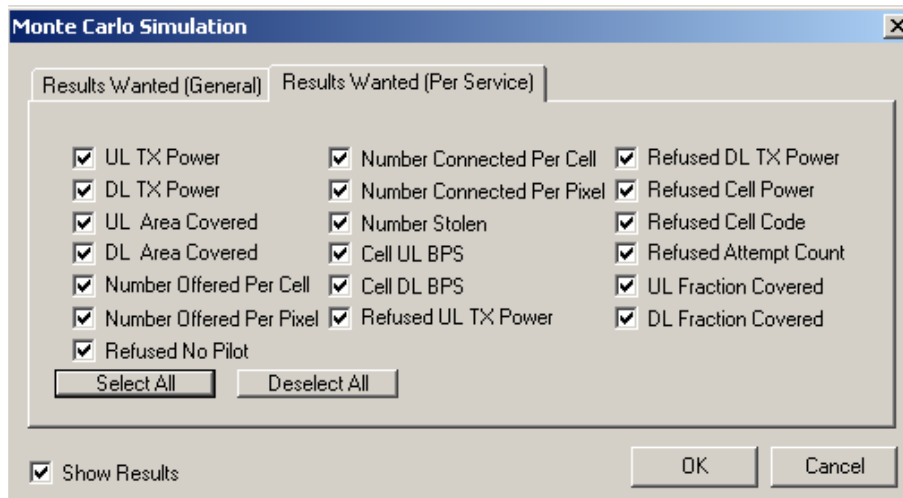 Monte Carlo Simulation
Results Wanted (General)
Results Wanted (Per Service)
UL TX Power
DL TX Power
UL Area Covered
DL Area Covered
Number Offered Per Cell
Number Offered Per Pixel
Refused No Pilot
Number Connected Per Cell
Number Connected Per Pixel
Number Stolen
Cell UL BPS
Cell DL BPS
Refused UL TX Power
Refused DL TX Power
Refused Cell Power
Refused Cell Code
Refused Attempt Count
UL Fraction Covered
DL Fraction Covered
Select All
Deselect All
Show Results
OK
Cancel